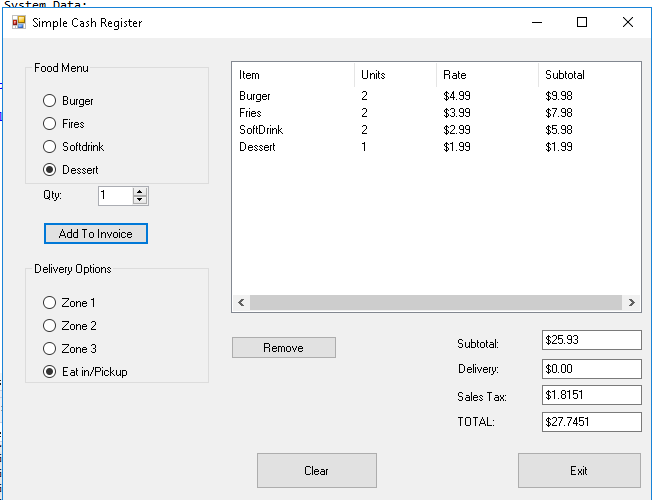 System Data:
Simple Cash Register
Food Menu
Burger
Fires
Softdrink
Dessert
Qty: 1
Add To Invoice
Delivery Options
Zone 1
Zone 2
Zone 3
Eat in/Pickup
Item Units Rate Subtotal
Burger 2 $4.99 $9.98
Fries 2 $3.99 $7.98
SoftDrink 2 $2.99 $5.98
Dessert 1 $1.99 $1.99
Remove
Subtotal: $25.93
Delivery: $0.00
Sales Tax: $1.8151
TOTAL: $27.7451
Clear
Exit